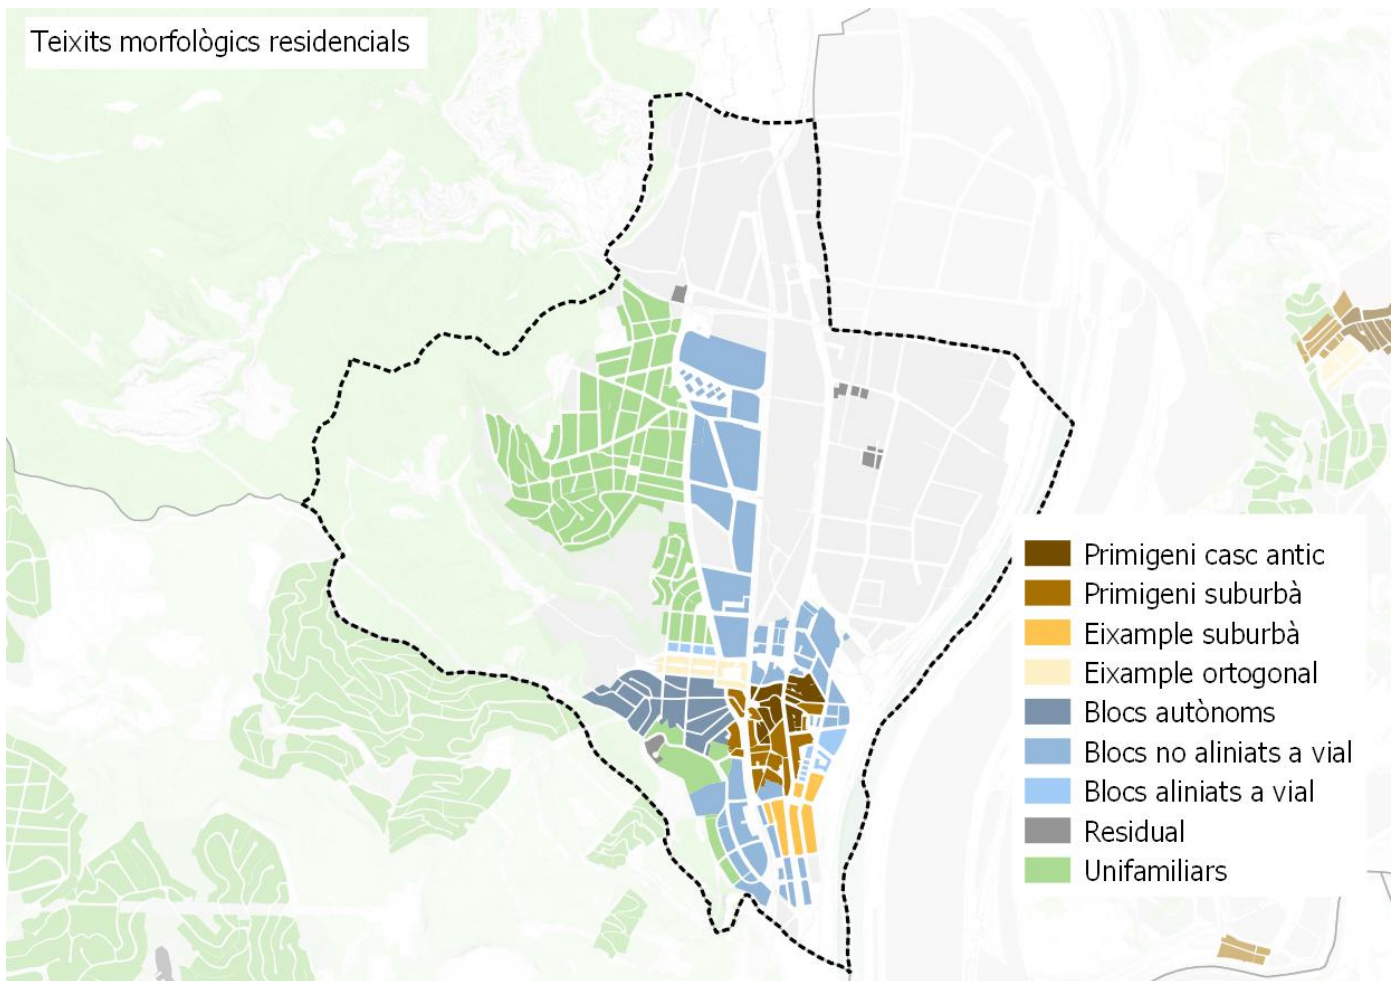 Teixits morfològics residencials
Primigeni casc antic
Primigeni suburbà
Eixample suburbà
Eixample ortogonal
Blocs autònoms
Blocs no aliniats a vial
Blocs aliniats a vial
Residual
Unifamiliars